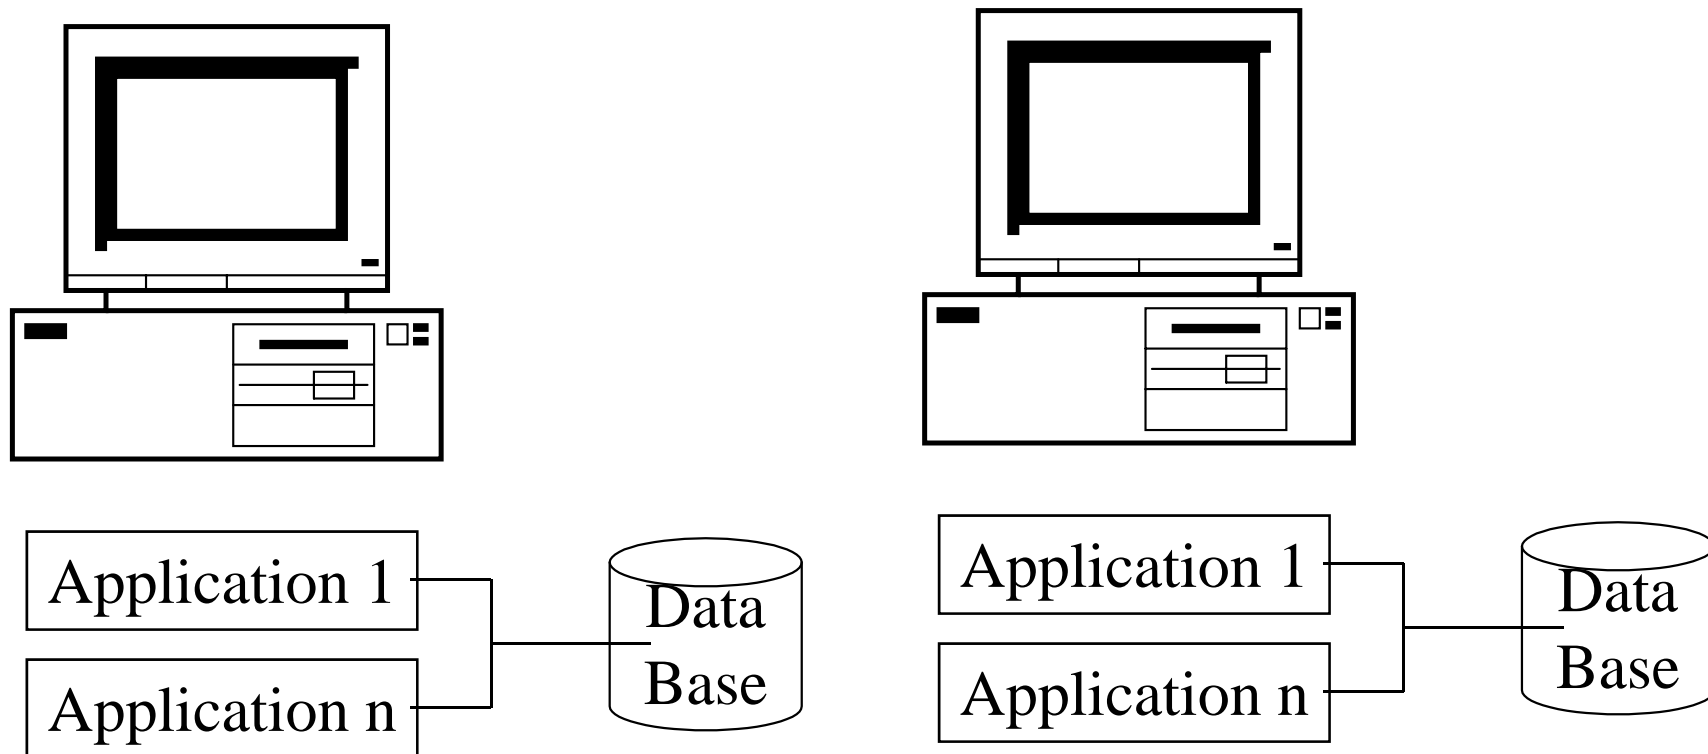 Application 1
Data
Base
Application n
Application 1
Data
Base
Application n